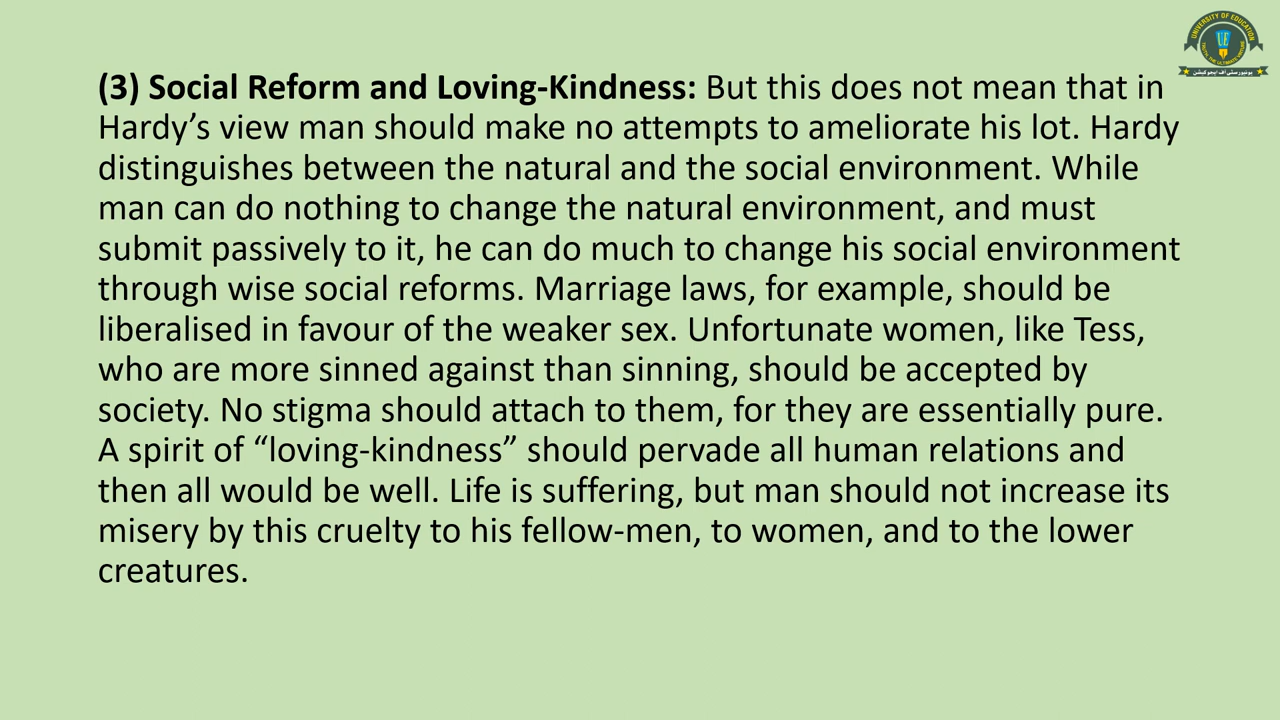 UNIVERSITY OF EDUCATION
UE
یونیورسٹی آف ایجوکیشن
(3) Social Reform and Loving-Kindness: But this does not mean that in
Hardy’s view man should make no attempts to ameliorate his lot. Hardy
distinguishes between the natural and the social environment. While
man can do nothing to change the natural environment, and must
submit passively to it, he can do much to change his social environment
through wise social reforms. Marriage laws, for example, should be
liberalised in favour of the weaker sex. Unfortunate women, like Tess,
who are more sinned against than sinning, should be accepted by
society. No stigma should attach to them, for they are essentially pure.
A spirit of “loving-kindness” should pervade all human relations and
then all would be well. Life is suffering, but man should not increase its
misery by this cruelty to his fellow-men, to women, and to the lower
creatures.